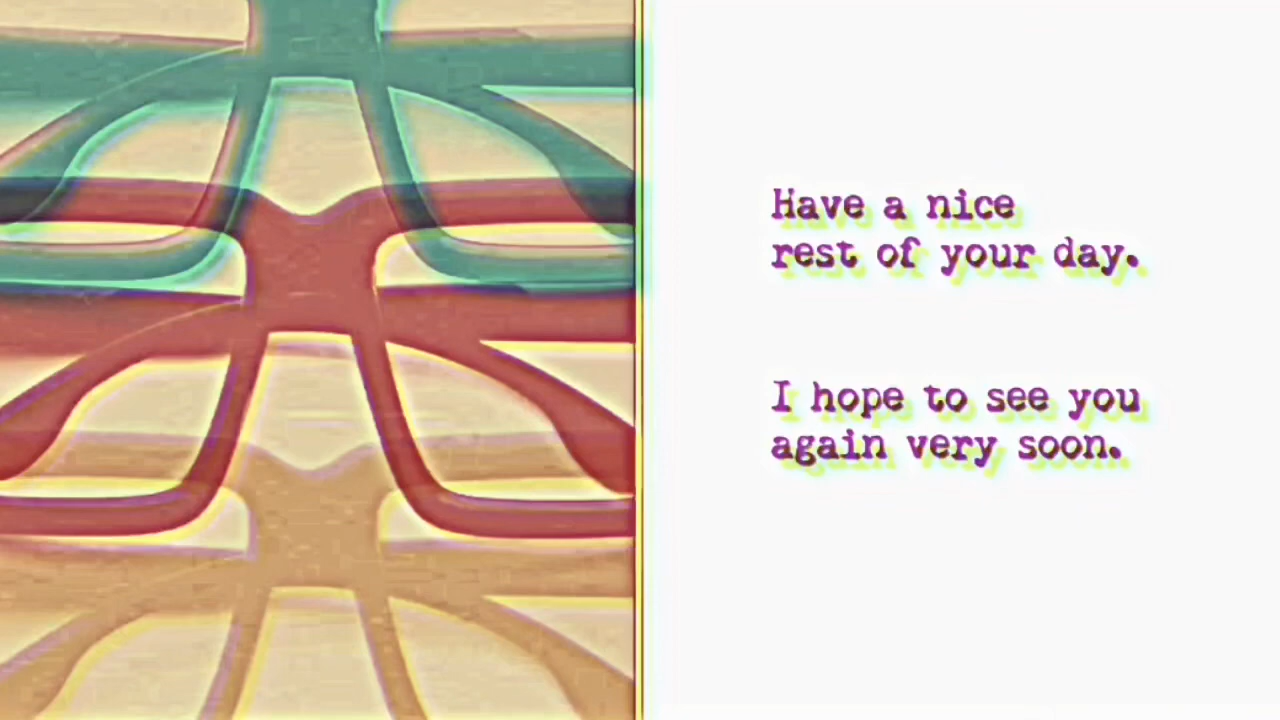 Have a nice
rest of your day.
I hope to see you
again very soon.